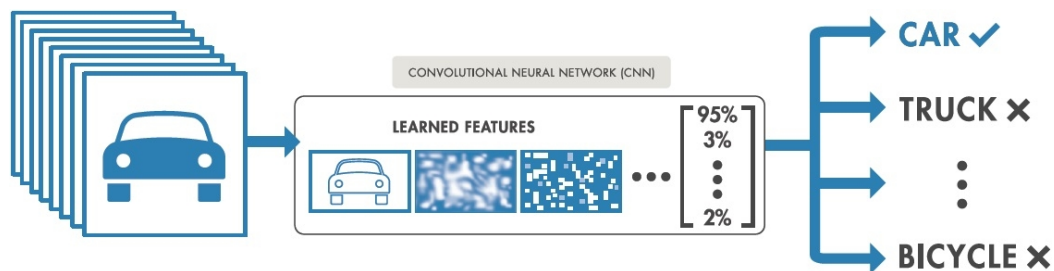 CONVOLUTIONAL NEURAL NETWORK (CNN)
LEARNED FEATURES
95%
3%
2%
CAR
TRUCK
BICYCLE